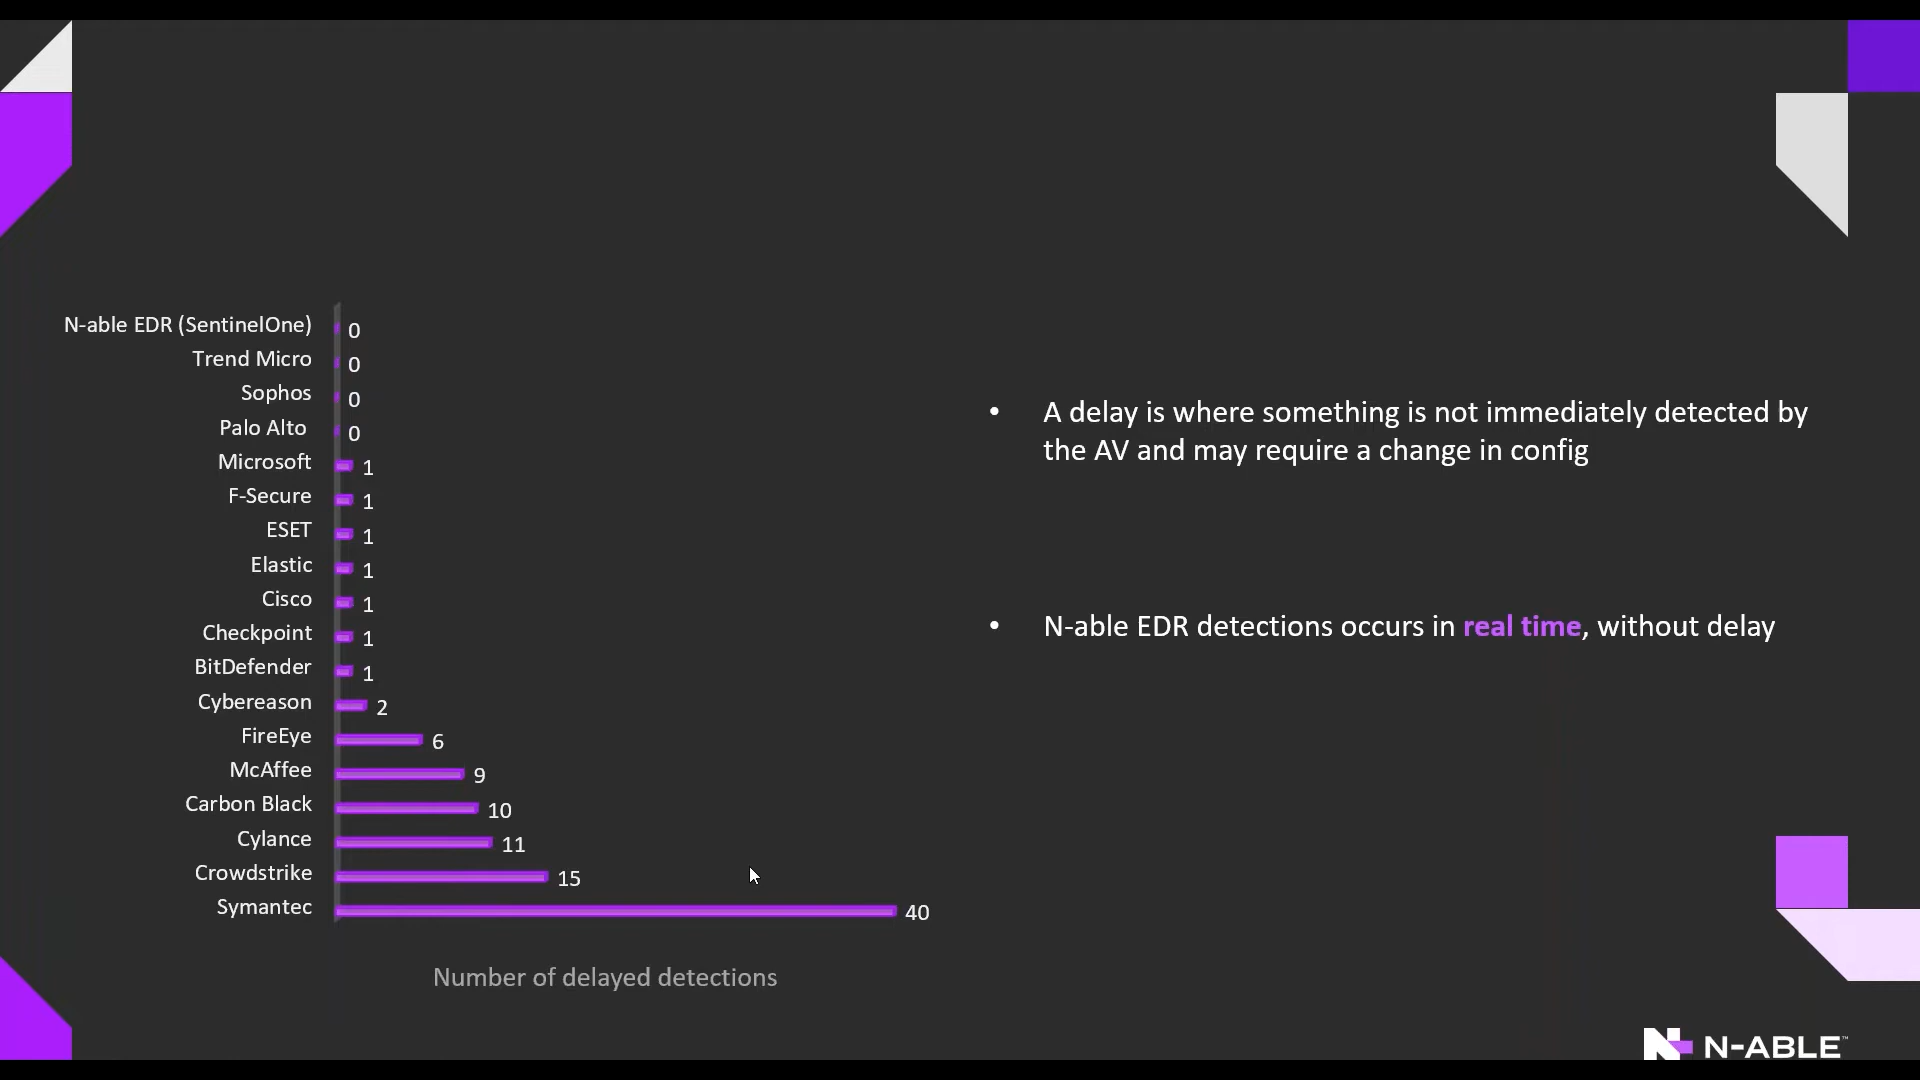 N-able EDR (SentinelOne) 0
Trend Micro 0
Sophos 0
Palo Alto 0
Microsoft 1
F-Secure 1
ESET 1
Elastic 1
Cisco 1
Checkpoint 1
BitDefender 1
Cybereason 2
FireEye 6
McAffee 9
Carbon Black 10
Cylance 11
Crowdstrike 15
Symantec 40
Number of delayed detections
• A delay is where something is not immediately detected by
the AV and may require a change in config
• N-able EDR detections occurs in real time, without delay
N-ABLE™